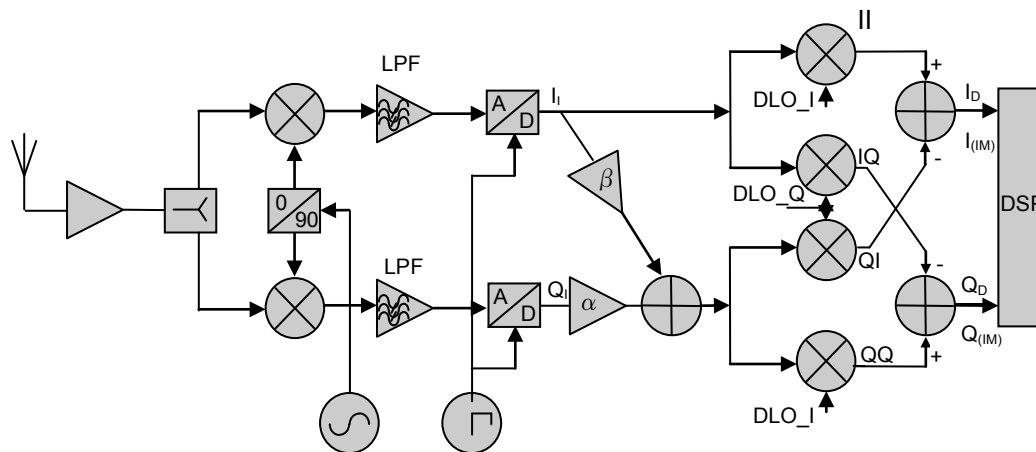 II
LPF
A
D
I_I
+
DLO_I
I_D
I_(IM)
-
β
IQ
DLO_Q
0
90
DSP
LPF
QI
-
A
D
Q_I
α
Q_D
Q_(IM)
QQ
+
DLO_I